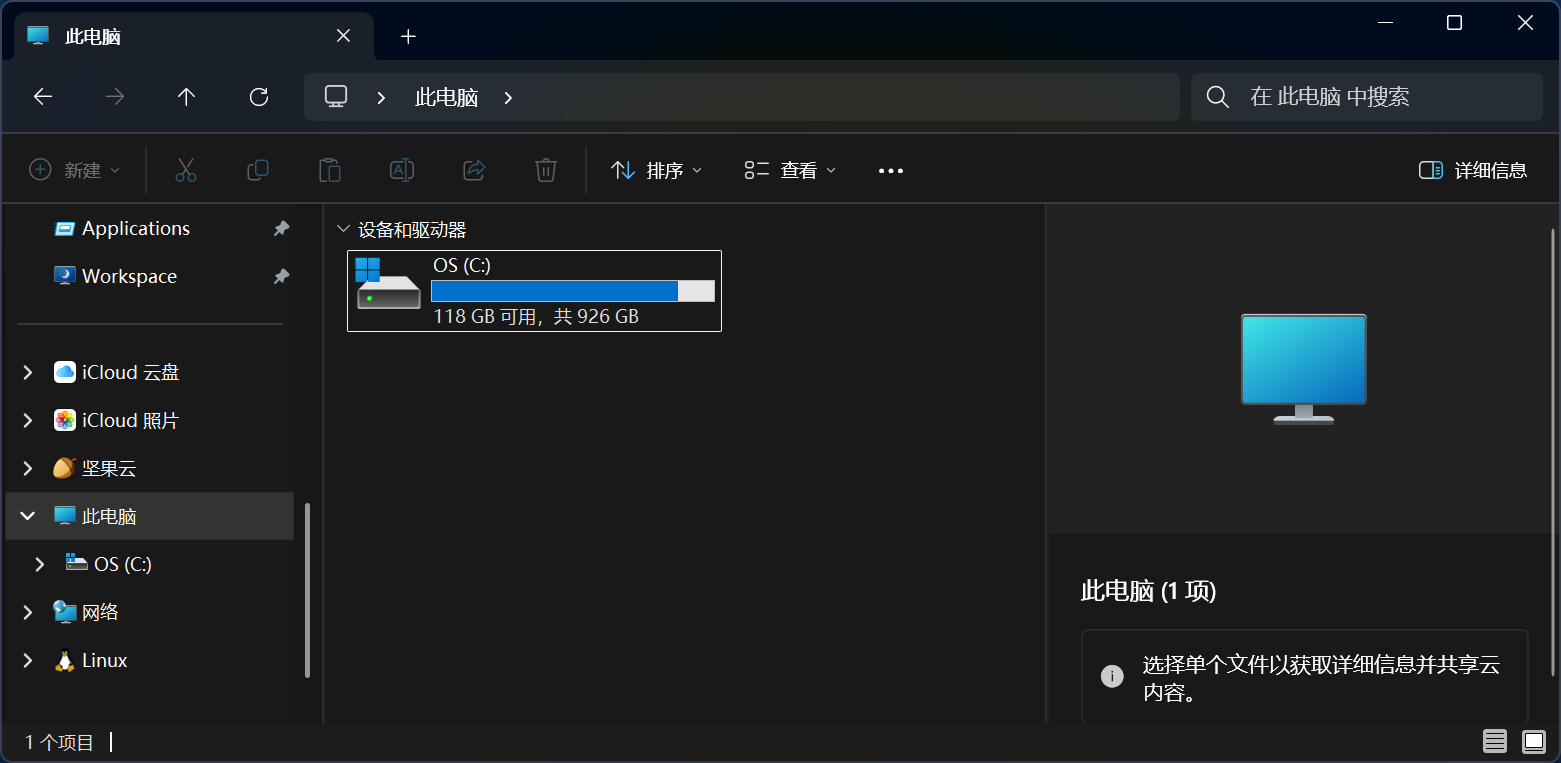 此电脑
此电脑
在 此电脑 中搜索
新建
排序
查看
详细信息
Applications
Workspace
iCloud 云盘
iCloud 照片
坚果云
此电脑
OS (C:)
网络
Linux
设备和驱动器
OS (C:)
118 GB 可用，共 926 GB
此电脑 (1 项)
选择单个文件以获取详细信息并共享云
内容。
1 个项目